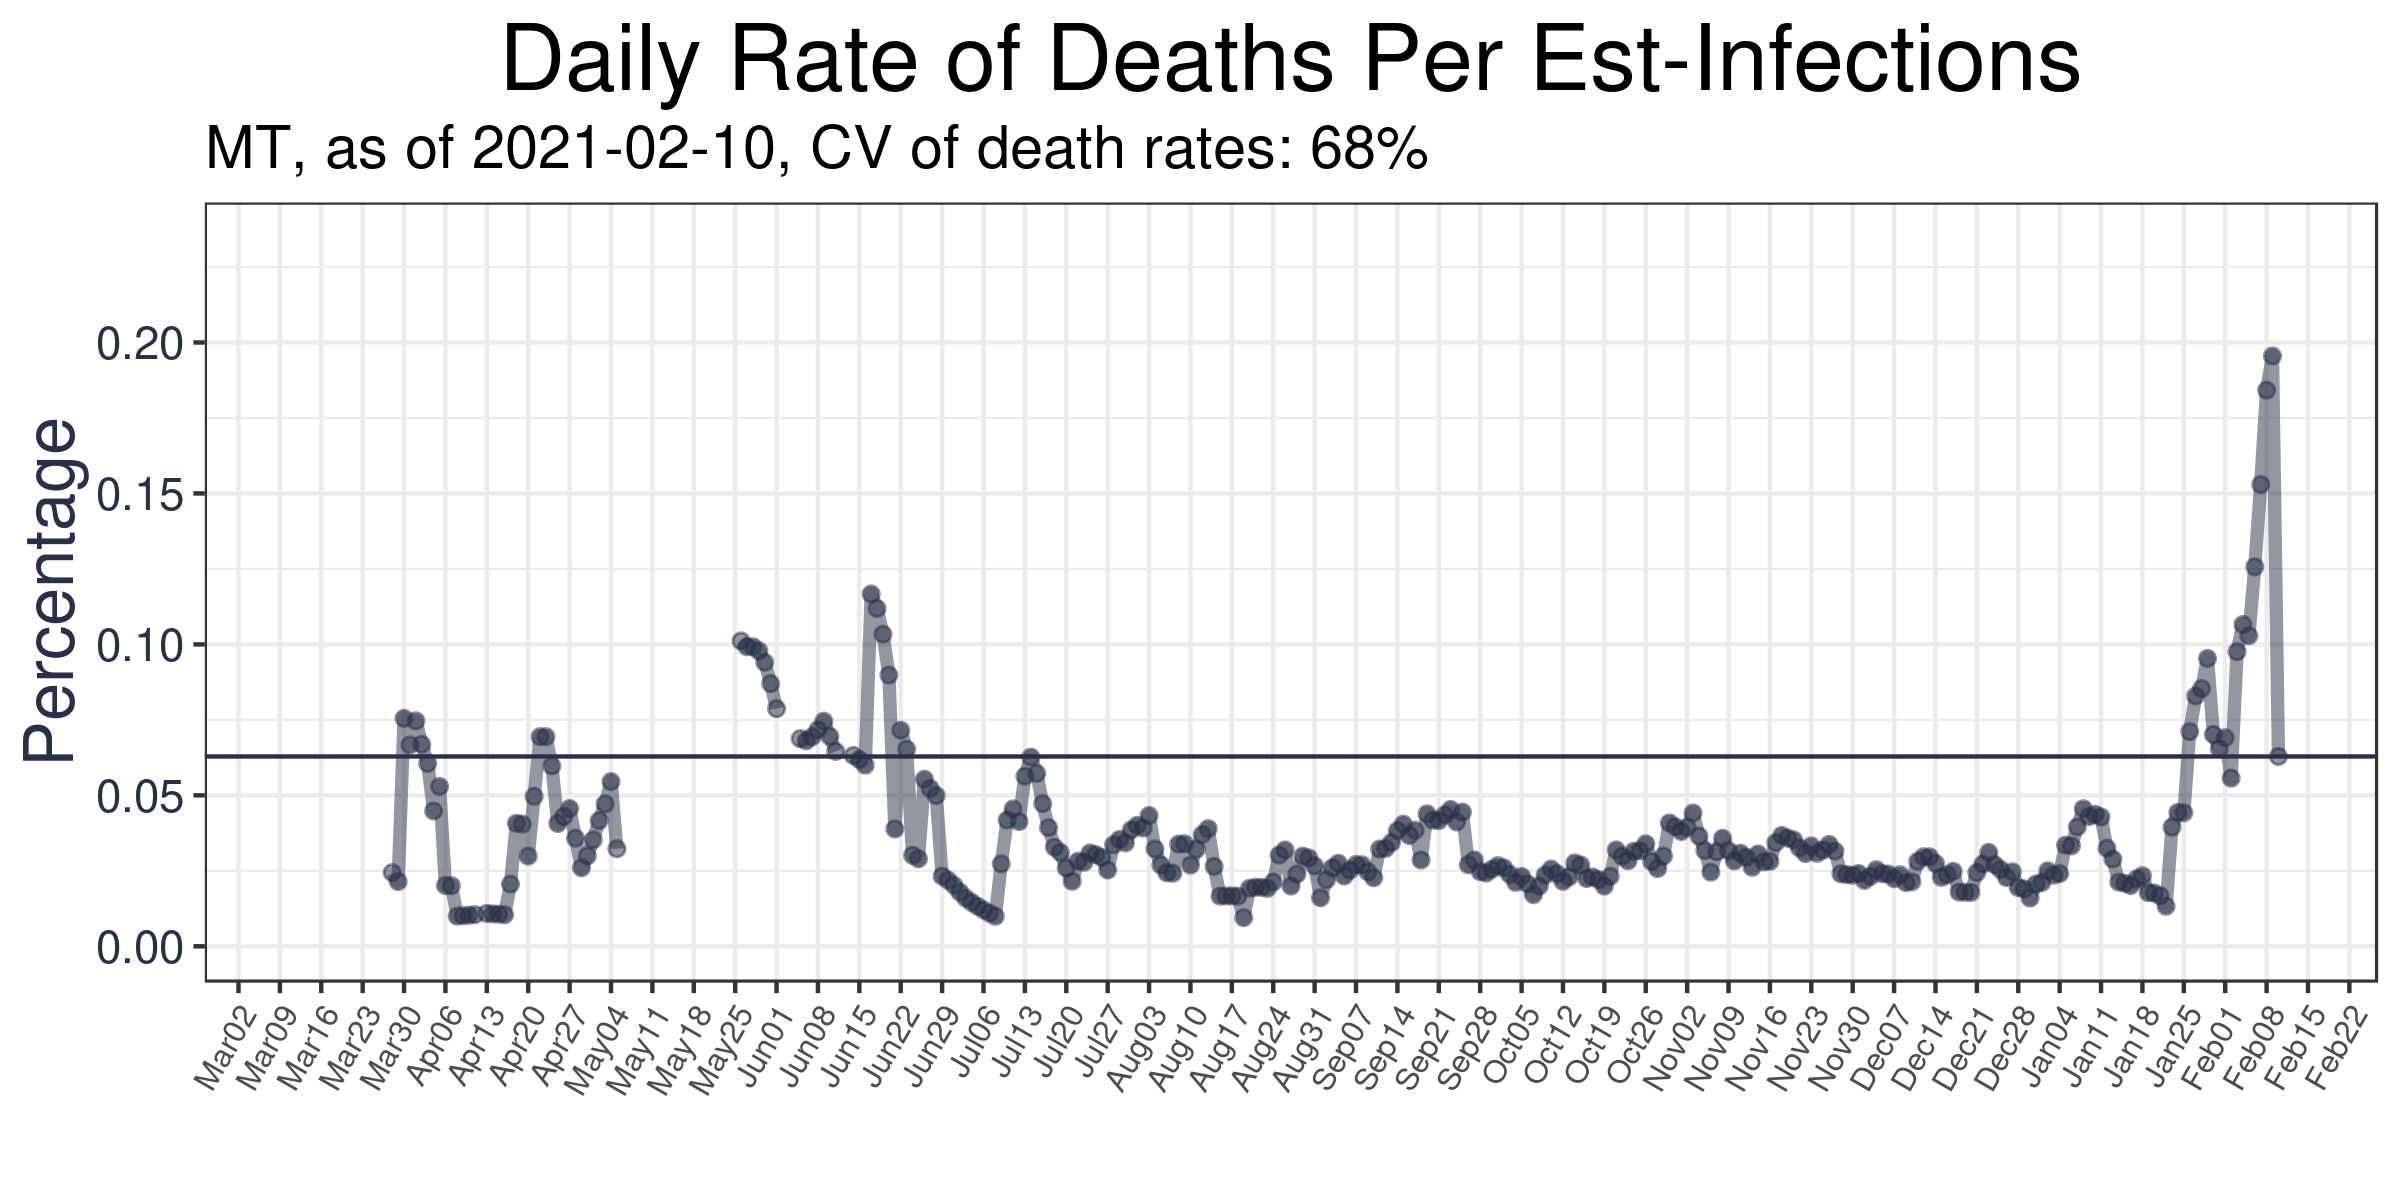 Daily Rate of Deaths Per Est-Infections
MT, as of 2021-02-10, CV of death rates: 68%
Percentage
0.20
0.15
0.10
0.05
0.00
Mar02 Mar09 Mar16 Mar23 Mar30 Apr06 Apr13 Apr20 Apr27 May04 May11 May18 May25 Jun01 Jun08 Jun15 Jun22 Jun29 Jul06 Jul13 Jul20 Jul27 Aug03 Aug10 Aug17 Aug24 Aug31 Sep07 Sep14 Sep21 Sep28 Oct05 Oct12 Oct19 Oct26 Nov02 Nov09 Nov16 Nov23 Nov30 Dec07 Dec14 Dec21 Dec28 Jan04 Jan11 Jan18 Jan25 Feb01 Feb08 Feb15 Feb22